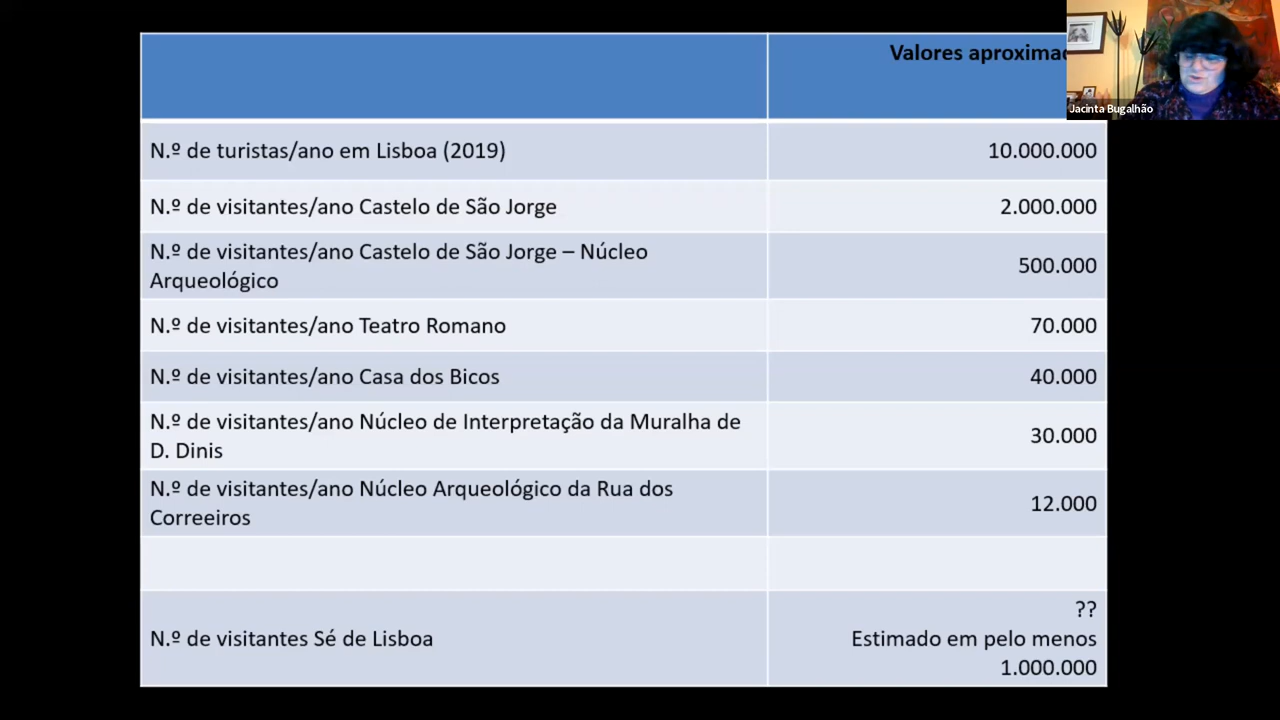 Valores aproximad
Jacinta Bugalhão
N.º de turistas/ano em Lisboa (2019) 10.000.000
N.º de visitantes/ano Castelo de São Jorge 2.000.000
N.º de visitantes/ano Castelo de São Jorge – Núcleo
Arqueológico 500.000
N.º de visitantes/ano Teatro Romano 70.000
N.º de visitantes/ano Casa dos Bicos 40.000
N.º de visitantes/ano Núcleo de Interpretação da Muralha de
D. Dinis 30.000
N.º de visitantes/ano Núcleo Arqueológico da Rua dos
Correeiros 12.000
N.º de visitantes Sé de Lisboa
??
Estimado em pelo menos
1.000.000